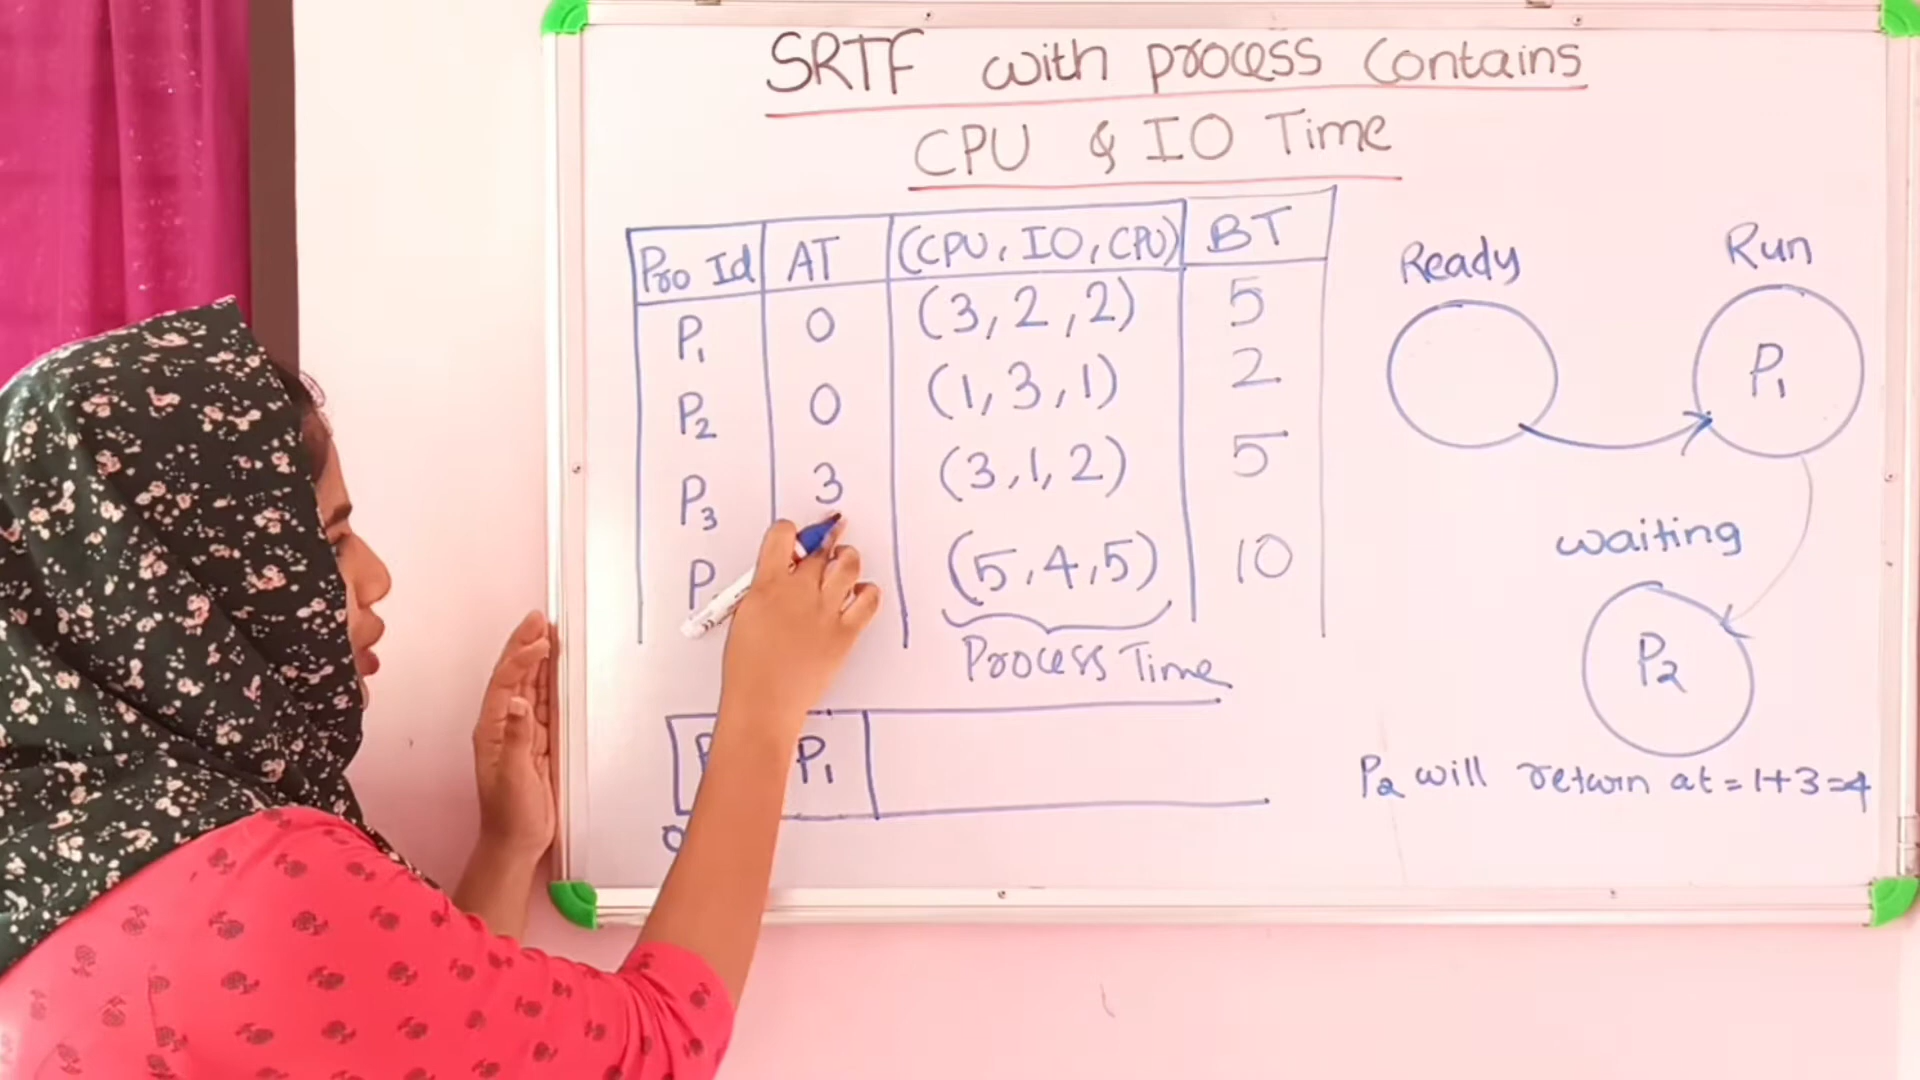 SRTF with process Contains
CPU & IO Time
Pro Id AT (CPU, IO, CPU) BT
P1 0 (3, 2, 2) 5
P2 0 (1, 3, 1) 2
P3 3 (3, 1, 2) 5
P (5, 4, 5) 10
Process Time
P1
0
Ready
Run
P1
waiting
P2
P2 will return at = 1+3=4